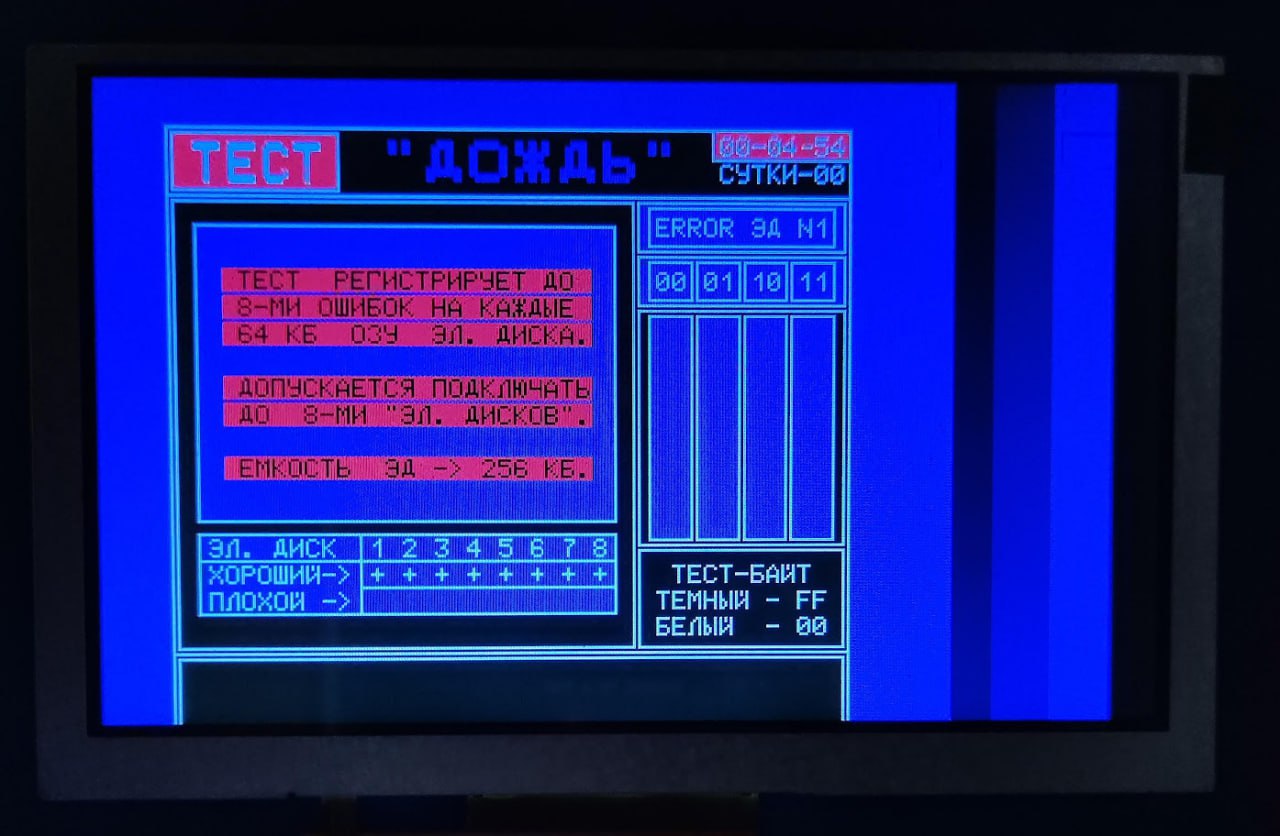 ТЕСТ "ДОЖДЬ" 00-04-54
СУТКИ-00
ТЕСТ РЕГИСТРИРУЕТ ДО
8-МИ ОШИБОК НА КАЖДЫЕ
64 КБ ОЗУ ЭЛ. ДИСКА.
ДОПУСКАЕТСЯ ПОДКЛЮЧАТЬ
ДО 8-МИ "ЭЛ. ДИСКОВ".
ЕМКОСТЬ ЭД -> 256 КБ.
ЭЛ. ДИСК 1 2 3 4 5 6 7 8
ХОРОШИЙ-> + + + + + + + +
ПЛОХОЙ ->
ERROR ЭД N1
00 01 10 11
ТЕСТ-БАЙТ
ТЕМНЫЙ - FF
БЕЛЫЙ - 00